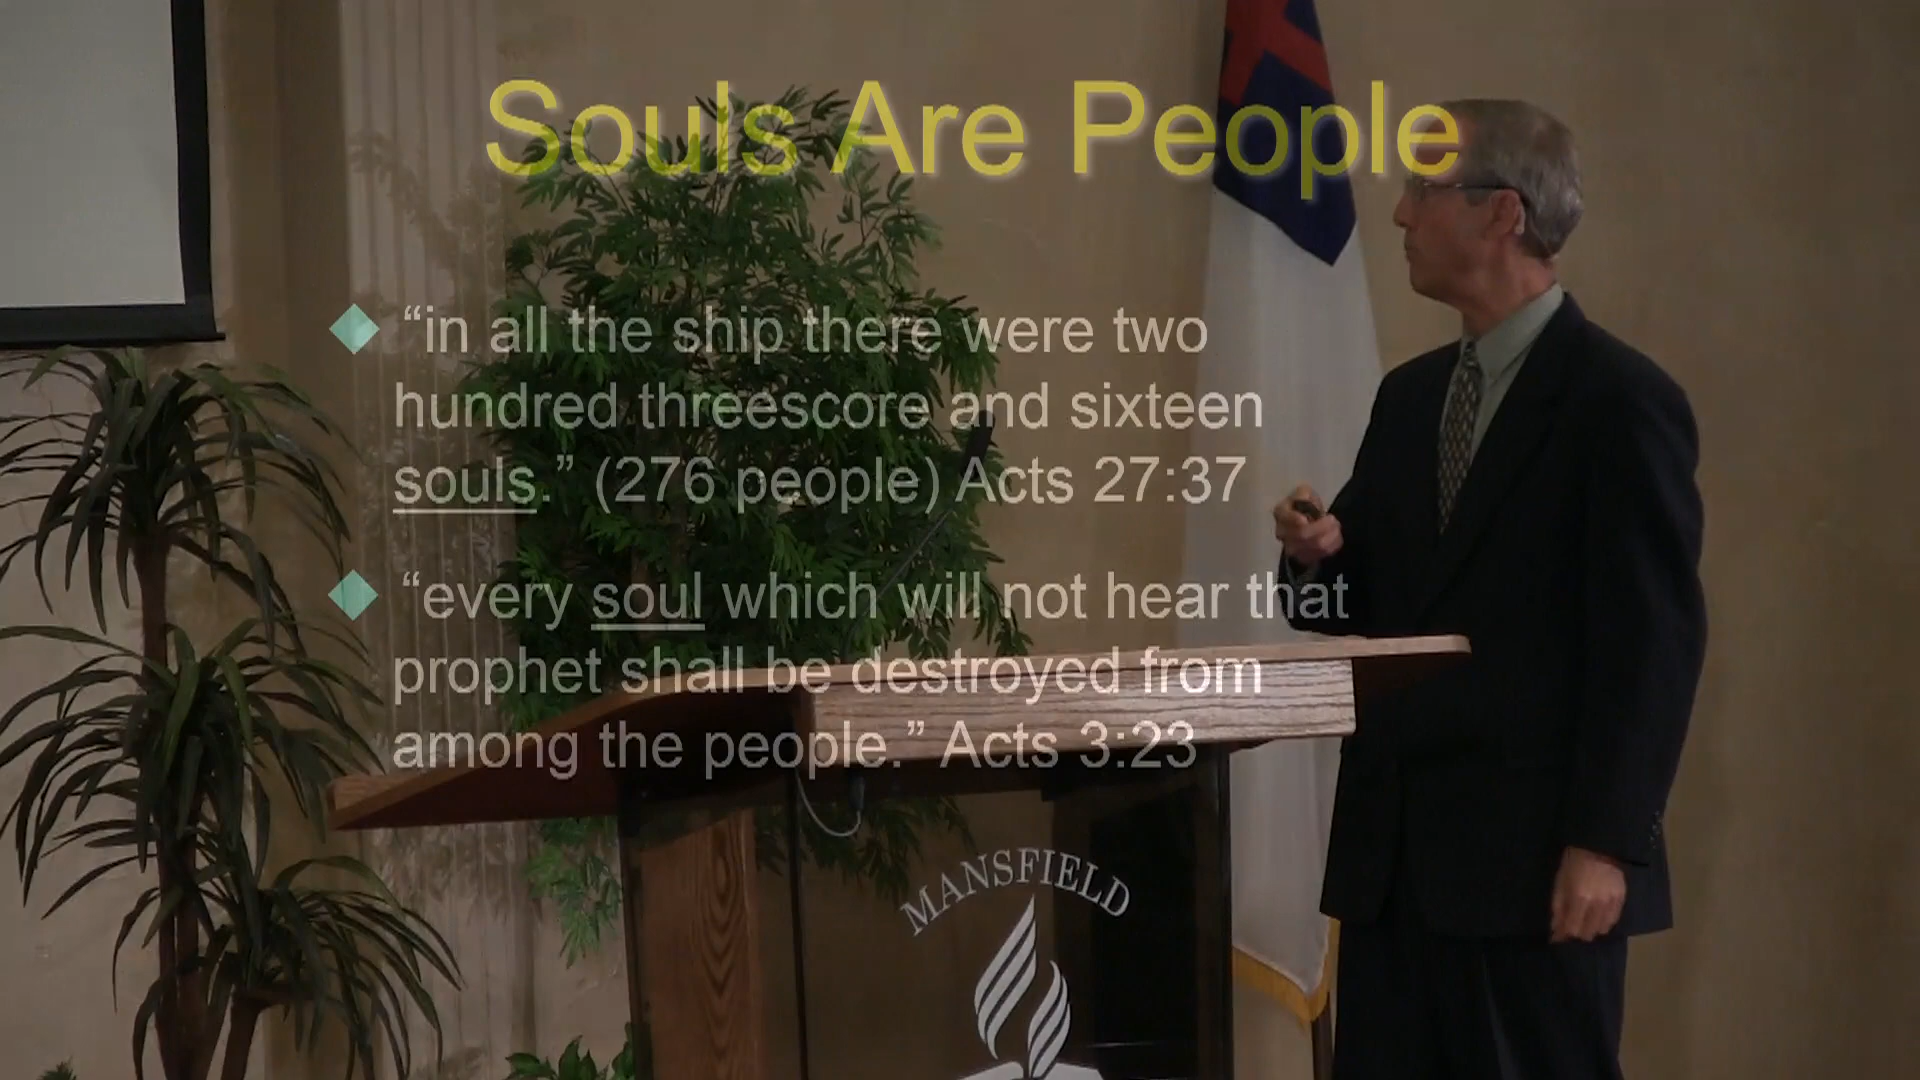 Souls Are People
“in all the ship there were two
hundred threescore and sixteen
souls.” (276 people) Acts 27:37
“every soul which will not hear that
prophet shall be destroyed from
among the people.” Acts 3:23
MANSFIELD